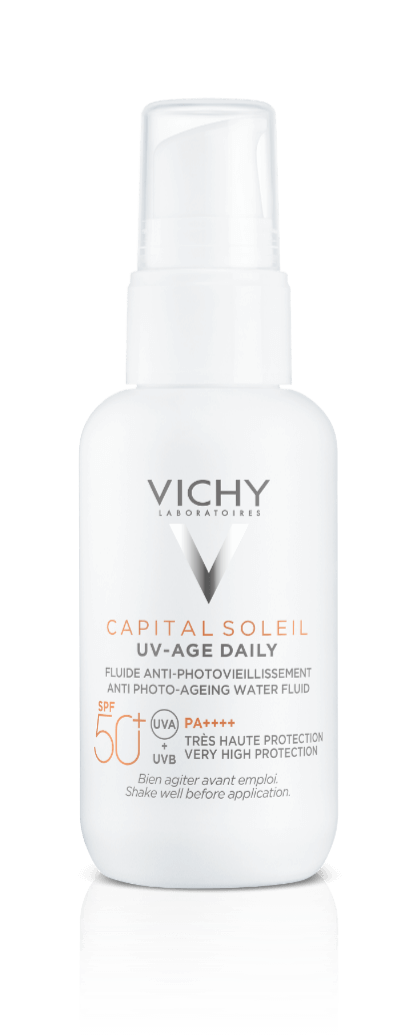 VICHY
LABORATOIRES
CAPITAL SOLEIL
UV-AGE DAILY
FLUIDE ANTI-PHOTOVIEILLISSEMENT
ANTI PHOTO-AGEING WATER FLUID
SPF
50+
UVA
+
UVB
PA++++
TRÈS HAUTE PROTECTION
VERY HIGH PROTECTION
Bien agiter avant emploi.
Shake well before application.